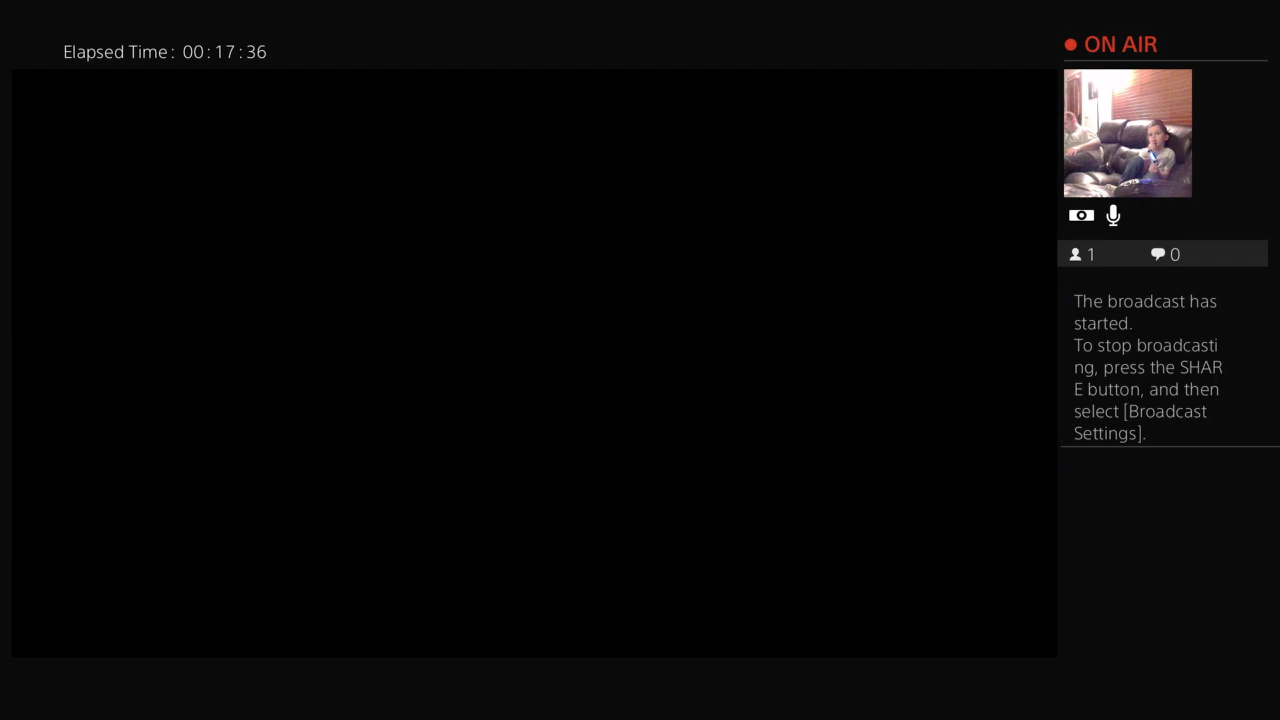 Elapsed Time: 00:17:36
ON AIR
1 0
The broadcast has
started.
To stop broadcasti
ng, press the SHAR
E button, and then
select [Broadcast
Settings].